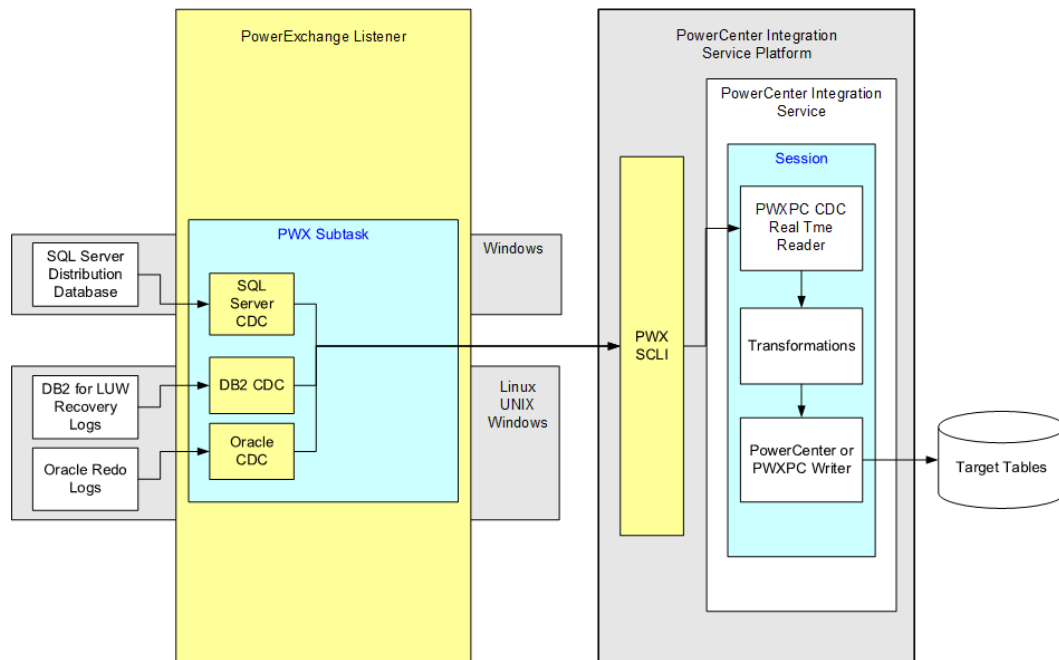 PowerExchange Listener
PWX Subtask
SQL Server
Distribution
Database
SQL
Server
CDC
Windows
DB2 for LUW
Recovery
Logs
DB2 CDC
Oracle Redo
Logs
Oracle
CDC
Linux
UNIX
Windows
PowerCenter Integration
Service Platform
PWX
SCLI
PowerCenter Integration
Service
Session
PWXPC CDC
Real Tme
Reader
Transformations
PowerCenter or
PWXPC Writer
Target Tables